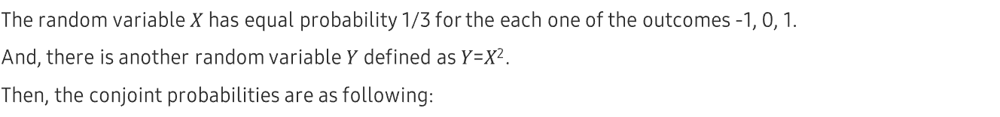 The random variable X has equal probability 1/3 for the each one of the outcomes -1, 0, 1.
And, there is another random variable Y defined as Y=X².
Then, the conjoint probabilities are as following: